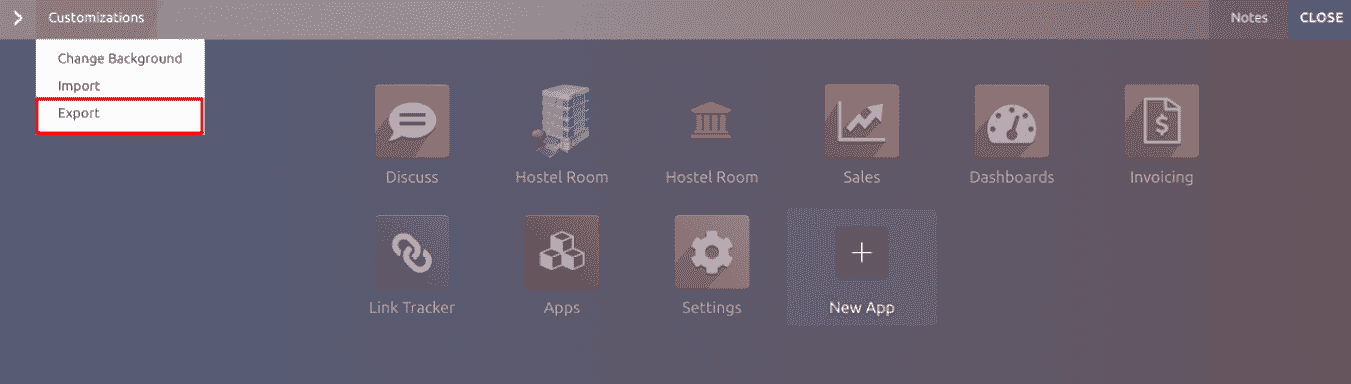 Customizations
Notes
CLOSE
Change Background
Import
Export
Discuss
Hostel Room
Hostel Room
Sales
Dashboards
Invoicing
Link Tracker
Apps
Settings
New App